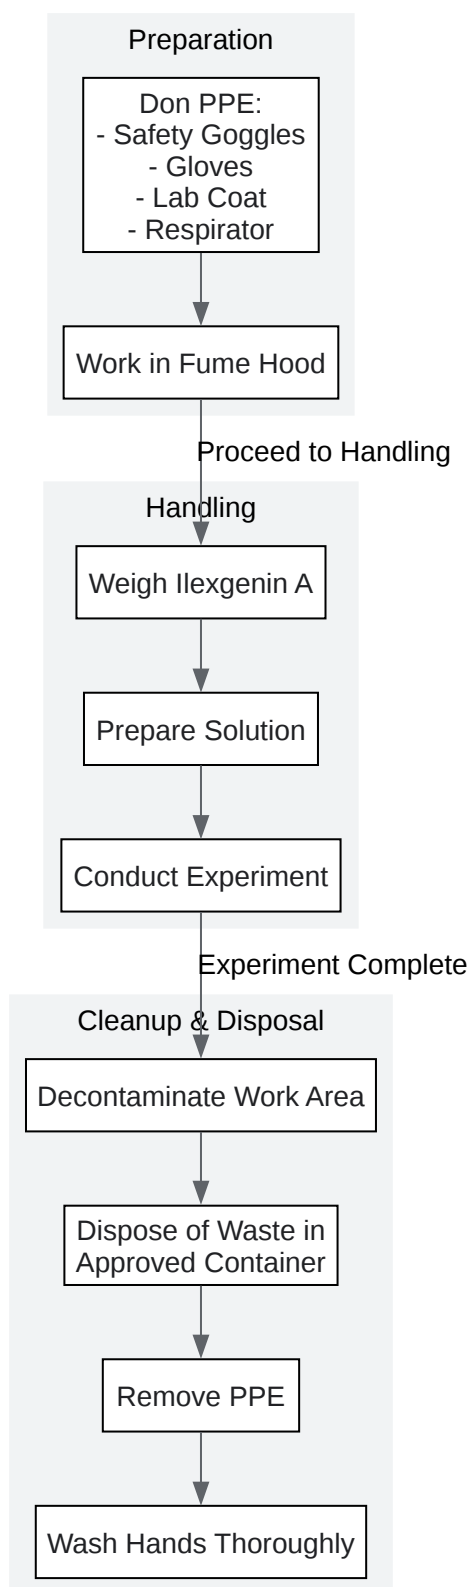 Preparation
Don PPE:
- Safety Goggles
- Gloves
- Lab Coat
- Respirator
Work in Fume Hood
Proceed to Handling
Handling
Weigh Ilexgenin A
Prepare Solution
Conduct Experiment
Experiment Complete
Cleanup & Disposal
Decontaminate Work Area
Dispose of Waste in
Approved Container
Remove PPE
Wash Hands Thoroughly